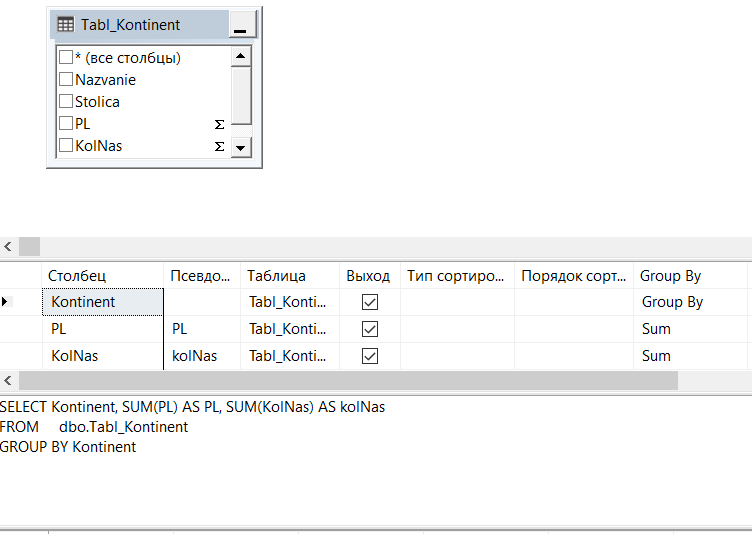 Tabl_Kontinent
* (все столбцы)
Nazvanie
Stolica
PL Σ
KolNas Σ
Столбец Псевдо... Таблица Выход Тип сортиро... Порядок сорт... Group By
Kontinent Tabl_Konti... Group By
PL PL Tabl_Konti... Sum
KolNas kolNas Tabl_Konti... Sum
SELECT Kontinent, SUM(PL) AS PL, SUM(KolNas) AS kolNas
FROM dbo.Tabl_Kontinent
GROUP BY Kontinent